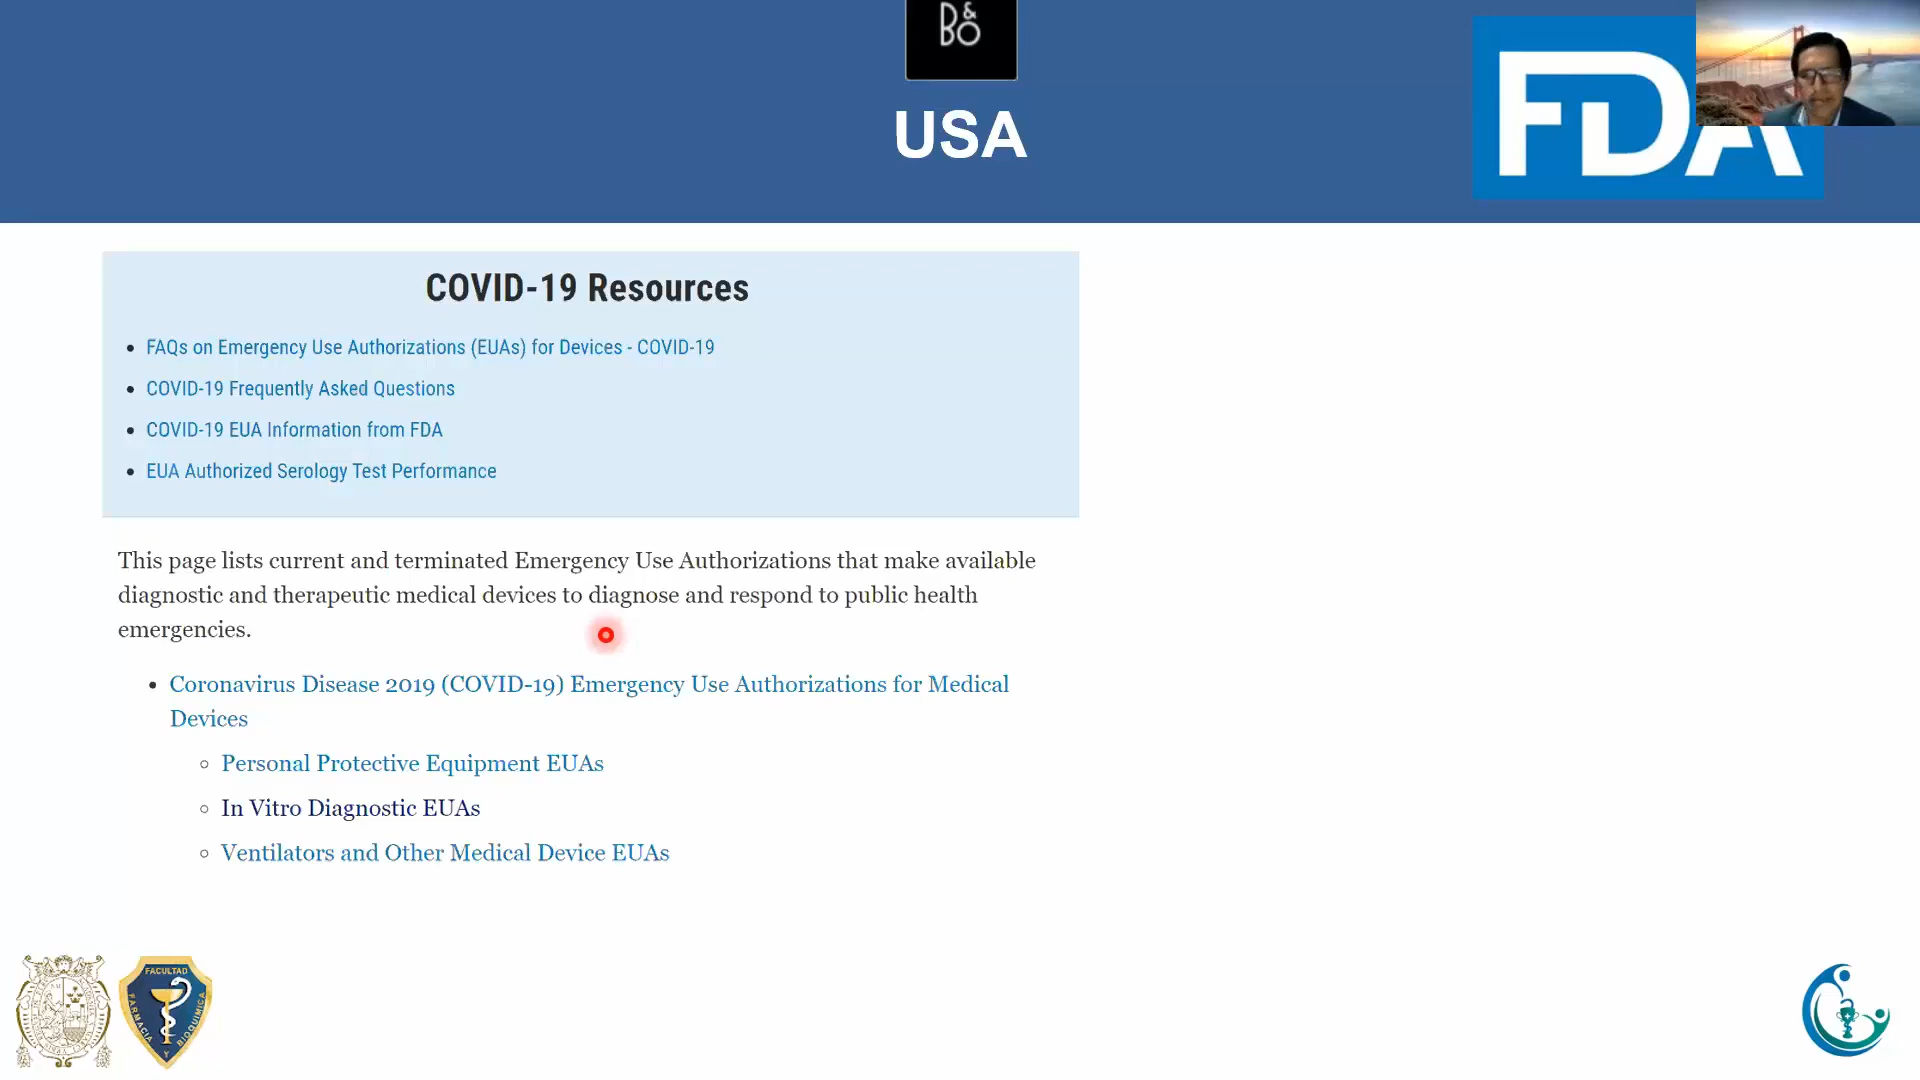 B&O
USA
FDA
COVID-19 Resources
FAQs on Emergency Use Authorizations (EUAs) for Devices - COVID-19
COVID-19 Frequently Asked Questions
COVID-19 EUA Information from FDA
EUA Authorized Serology Test Performance
This page lists current and terminated Emergency Use Authorizations that make available
diagnostic and therapeutic medical devices to diagnose and respond to public health
emergencies.
Coronavirus Disease 2019 (COVID-19) Emergency Use Authorizations for Medical
Devices
Personal Protective Equipment EUAs
In Vitro Diagnostic EUAs
Ventilators and Other Medical Device EUAs
FACULTAD
FARMACIA Y BIOQUIMICA